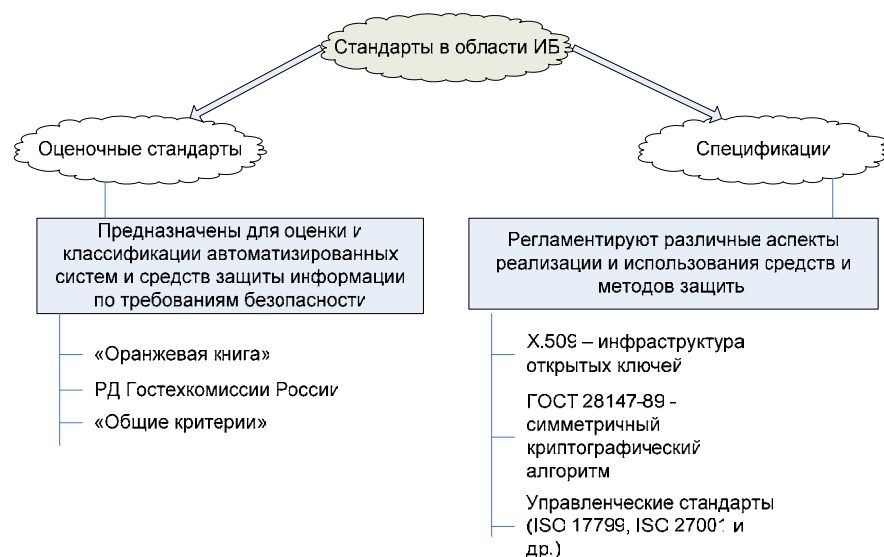 Стандарты в области ИБ
Оценочные стандарты
Спецификации
Предназначены для оценки и
классификации автоматизированных
систем и средств защиты информации
по требованиям безопасности
«Оранжевая книга»
РД Гостехкомиссии России
«Общие критерии»
Регламентируют различные аспекты
реализации и использования средств и
методов защить
X.509 – инфраструктура
открытых ключей
ГОСТ 28147-89 -
симметричный
криптографический
алгоритм
Управленческие стандарты
(ISO 17799, ISO 27001 и
др.)